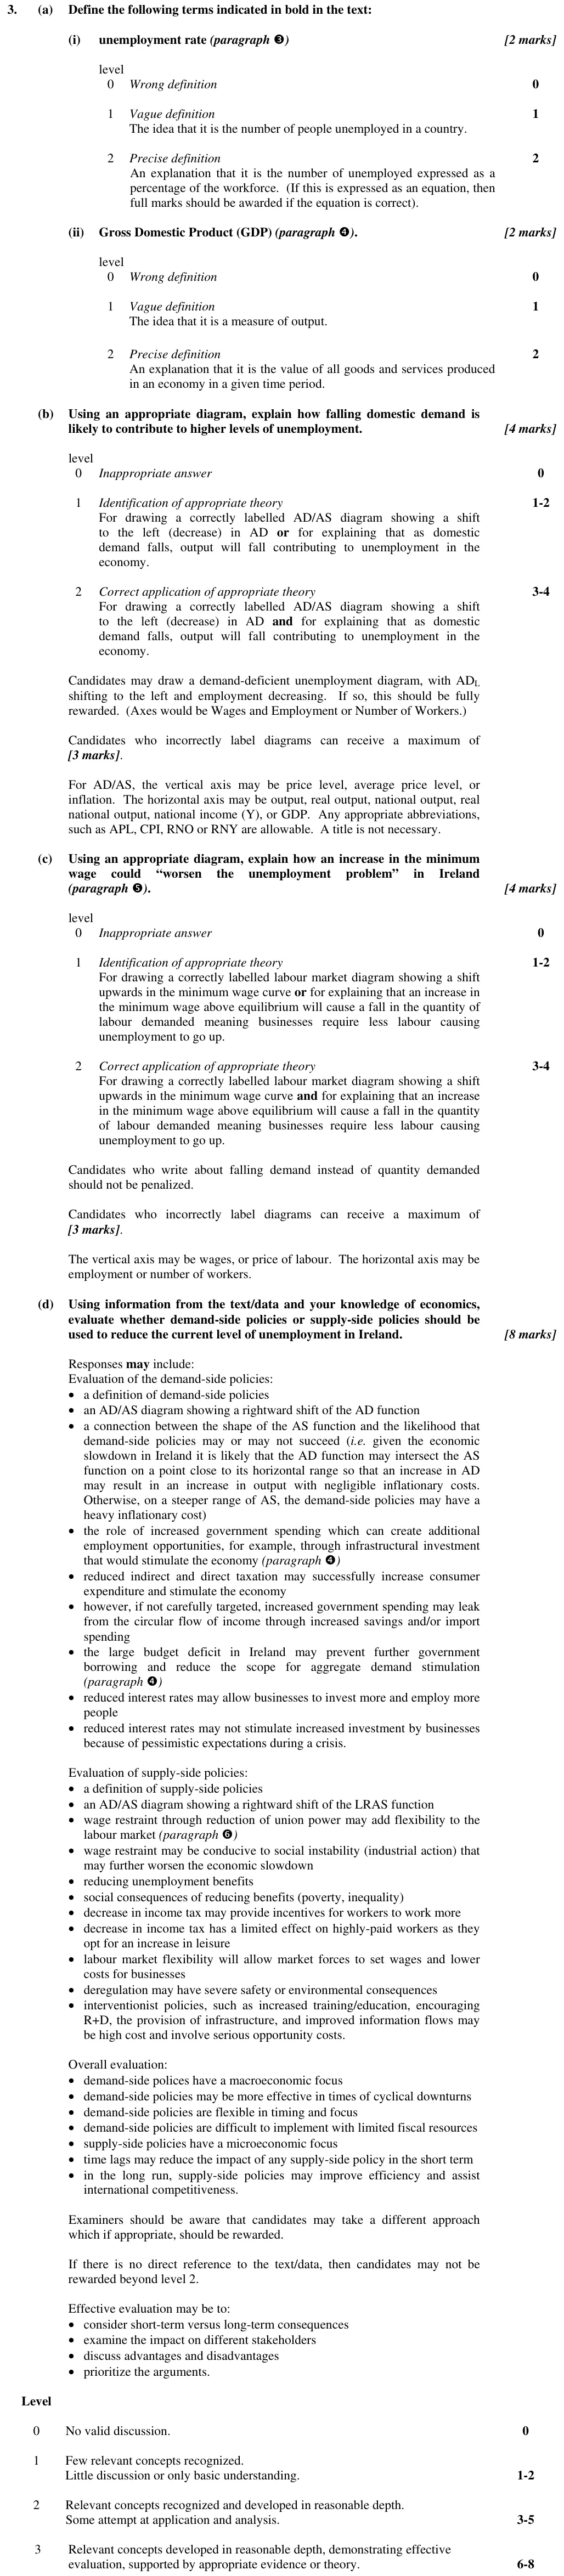 3. (a) Define the following terms indicated in bold in the text:
(i) unemployment rate (paragraph ❸) [2 marks]
level
0 Wrong definition 0
1 Vague definition 1
The idea that it is the number of people unemployed in a country.
2 Precise definition 2
An explanation that it is the number of unemployed expressed as a
percentage of the workforce. (If this is expressed as an equation, then
full marks should be awarded if the equation is correct).
(ii) Gross Domestic Product (GDP) (paragraph ❹). [2 marks]
level
0 Wrong definition 0
1 Vague definition 1
The idea that it is a measure of output.
2 Precise definition 2
An explanation that it is the value of all goods and services produced
in an economy in a given time period.
(b) Using an appropriate diagram, explain how falling domestic demand is
likely to contribute to higher levels of unemployment. [4 marks]
level
0 Inappropriate answer 0
1 Identification of appropriate theory 1-2
For drawing a correctly labelled AD/AS diagram showing a shift
to the left (decrease) in AD or for explaining that as domestic
demand falls, output will fall contributing to unemployment in the
economy.
2 Correct application of appropriate theory 3-4
For drawing a correctly labelled AD/AS diagram showing a shift
to the left (decrease) in AD and for explaining that as domestic
demand falls, output will fall contributing to unemployment in the
economy.
Candidates may draw a demand-deficient unemployment diagram, with ADL
shifting to the left and employment decreasing. If so, this should be fully
rewarded. (Axes would be Wages and Employment or Number of Workers.)
Candidates who incorrectly label diagrams can receive a maximum of
[3 marks].
For AD/AS, the vertical axis may be price level, average price level, or
inflation. The horizontal axis may be output, real output, national output, real
national output, national income (Y), or GDP. Any appropriate abbreviations,
such as APL, CPI, RNO or RNY are allowable. A title is not necessary.
(c) Using an appropriate diagram, explain how an increase in the minimum
wage could “worsen the unemployment problem” in Ireland
(paragraph ❺). [4 marks]
level
0 Inappropriate answer 0
1 Identification of appropriate theory 1-2
For drawing a correctly labelled labour market diagram showing a shift
upwards in the minimum wage curve or for explaining that an increase in
the minimum wage above equilibrium will cause a fall in the quantity of
labour demanded meaning businesses require less labour causing
unemployment to go up.
2 Correct application of appropriate theory 3-4
For drawing a correctly labelled labour market diagram showing a shift
upwards in the minimum wage curve and for explaining that an increase
in the minimum wage above equilibrium will cause a fall in the quantity
of labour demanded meaning businesses require less labour causing
unemployment to go up.
Candidates who write about falling demand instead of quantity demanded
should not be penalized.
Candidates who incorrectly label diagrams can receive a maximum of
[3 marks].
The vertical axis may be wages, or price of labour. The horizontal axis may be
employment or number of workers.
(d) Using information from the text/data and your knowledge of economics,
evaluate whether demand-side policies or supply-side policies should be
used to reduce the current level of unemployment in Ireland. [8 marks]
Responses may include:
Evaluation of the demand-side policies:
• a definition of demand-side policies
• an AD/AS diagram showing a rightward shift of the AD function
• a connection between the shape of the AS function and the likelihood that
demand-side policies may or may not succeed (i.e. given the economic
slowdown in Ireland it is likely that the AD function may intersect the AS
function on a point close to its horizontal range so that an increase in AD
may result in an increase in output with negligible inflationary costs.
Otherwise, on a steeper range of AS, the demand-side policies may have a
heavy inflationary cost)
• the role of increased government spending which can create additional
employment opportunities, for example, through infrastructural investment
that would stimulate the economy (paragraph ❹)
• reduced indirect and direct taxation may successfully increase consumer
expenditure and stimulate the economy
• however, if not carefully targeted, increased government spending may leak
from the circular flow of income through increased savings and/or import
spending
• the large budget deficit in Ireland may prevent further government
borrowing and reduce the scope for aggregate demand stimulation
(paragraph ❹)
• reduced interest rates may allow businesses to invest more and employ more
people
• reduced interest rates may not stimulate increased investment by businesses
because of pessimistic expectations during a crisis.
Evaluation of supply-side policies:
• a definition of supply-side policies
• an AD/AS diagram showing a rightward shift of the LRAS function
• wage restraint through reduction of union power may add flexibility to the
labour market (paragraph ❻)
• wage restraint may be conducive to social instability (industrial action) that
may further worsen the economic slowdown
• reducing unemployment benefits
• social consequences of reducing benefits (poverty, inequality)
• decrease in income tax may provide incentives for workers to work more
• decrease in income tax has a limited effect on highly-paid workers as they
opt for an increase in leisure
• labour market flexibility will allow market forces to set wages and lower
costs for businesses
• deregulation may have severe safety or environmental consequences
• interventionist policies, such as increased training/education, encouraging
R+D, the provision of infrastructure, and improved information flows may
be high cost and involve serious opportunity costs.
Overall evaluation:
• demand-side polices have a macroeconomic focus
• demand-side policies may be more effective in times of cyclical downturns
• demand-side policies are flexible in timing and focus
• demand-side policies are difficult to implement with limited fiscal resources
• supply-side policies have a microeconomic focus
• time lags may reduce the impact of any supply-side policy in the short term
• in the long run, supply-side policies may improve efficiency and assist
international competitiveness.
Examiners should be aware that candidates may take a different approach
which if appropriate, should be rewarded.
If there is no direct reference to the text/data, then candidates may not be
rewarded beyond level 2.
Effective evaluation may be to:
• consider short-term versus long-term consequences
• examine the impact on different stakeholders
• discuss advantages and disadvantages
• prioritize the arguments.
Level
0 No valid discussion. 0
1 Few relevant concepts recognized.
Little discussion or only basic understanding. 1-2
2 Relevant concepts recognized and developed in reasonable depth.
Some attempt at application and analysis. 3-5
3 Relevant concepts developed in reasonable depth, demonstrating effective
evaluation, supported by appropriate evidence or theory. 6-8